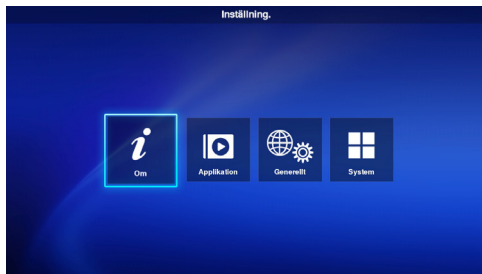 Inställning.
Om
Applikation
Generellt
System